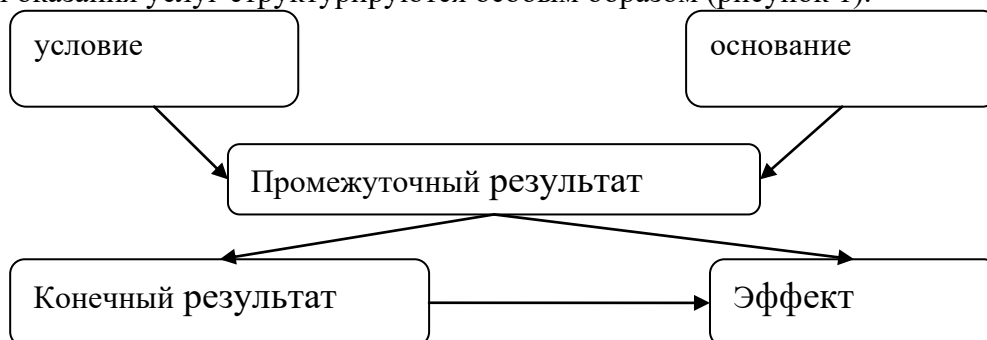 оказания услуг структурируются особым образом (рисунок 1).
условие
основание
Промежуточный результат
Конечный результат
Эффект